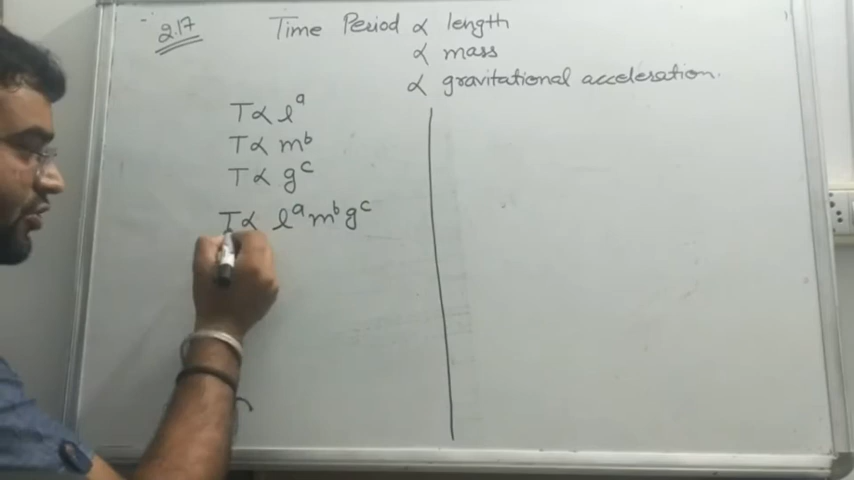 2.17
Time Period ∝ length
∝ mass
∝ gravitational acceleration
T∝ l^a
T∝ m^b
T∝ g^c
T∝ l^a m^b g^c